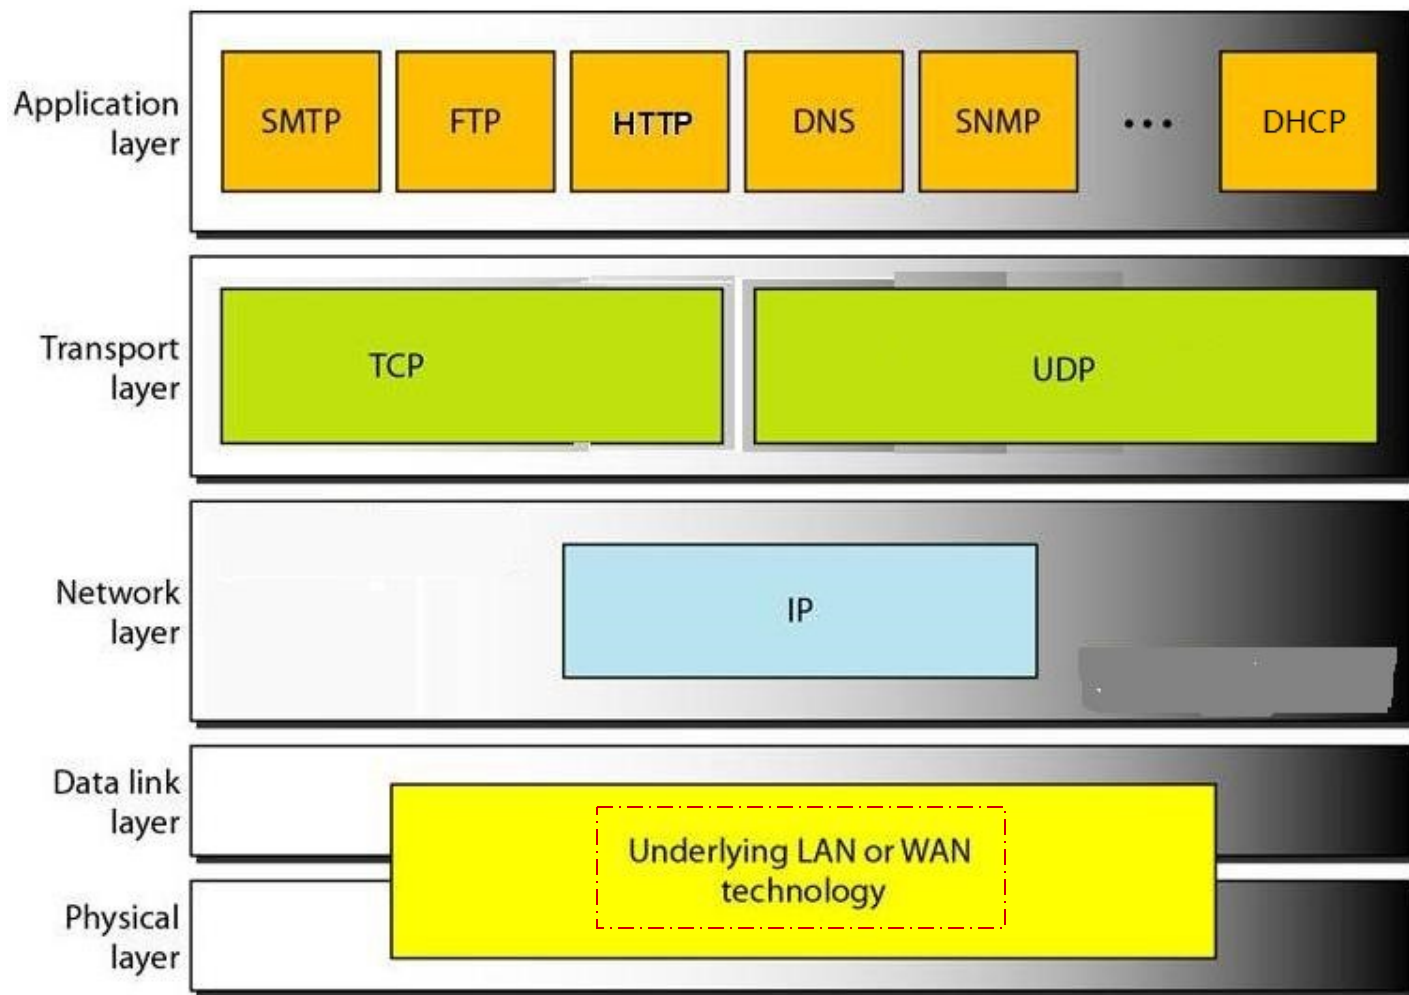 Application
layer
SMTP
FTP
HTTP
DNS
SNMP
...
DHCP
Transport
layer
TCP
UDP
Network
layer
IP
Data link
layer
Underlying LAN or WAN
technology
Physical
layer